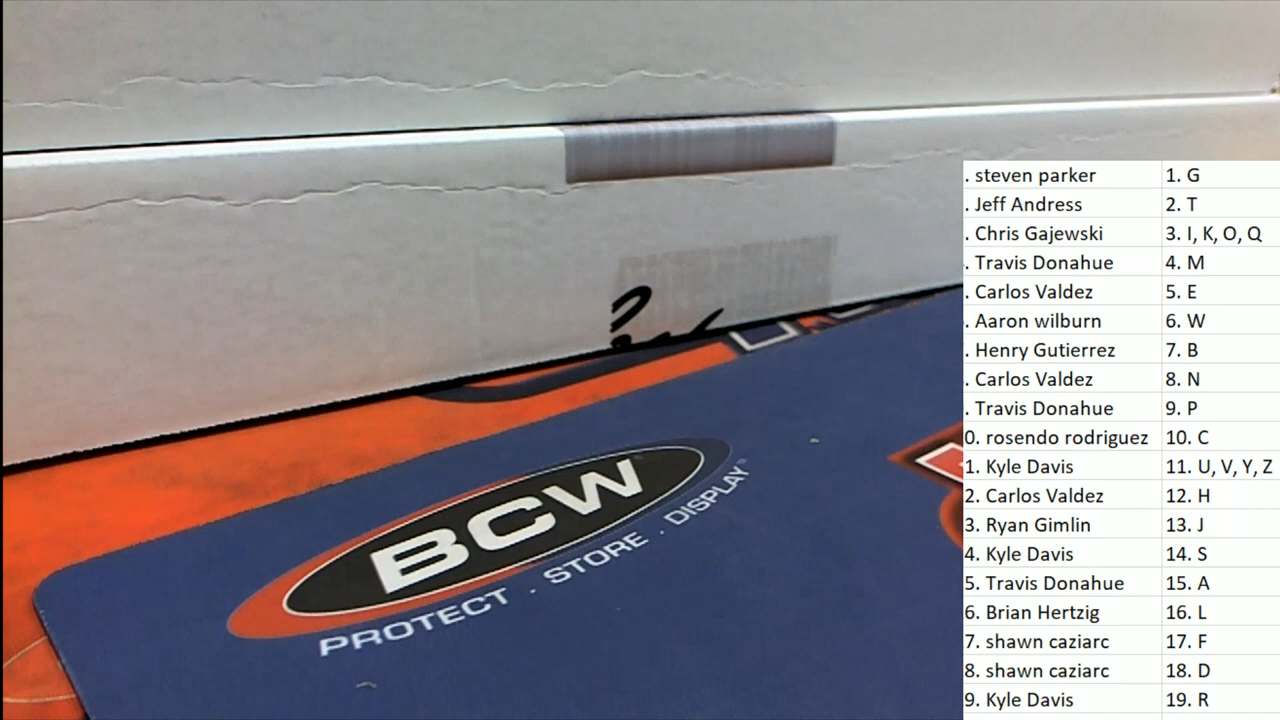 BCW
PROTECT . STORE . DISPLAY™
. steven parker 1. G
. Jeff Andress 2. T
. Chris Gajewski 3. I, K, O, Q
. Travis Donahue 4. M
. Carlos Valdez 5. E
. Aaron wilburn 6. W
. Henry Gutierrez 7. B
. Carlos Valdez 8. N
. Travis Donahue 9. P
0. rosendo rodriguez 10. C
1. Kyle Davis 11. U, V, Y, Z
2. Carlos Valdez 12. H
3. Ryan Gimlin 13. J
4. Kyle Davis 14. S
5. Travis Donahue 15. A
6. Brian Hertzig 16. L
7. shawn caziarc 17. F
8. shawn caziarc 18. D
9. Kyle Davis 19. R